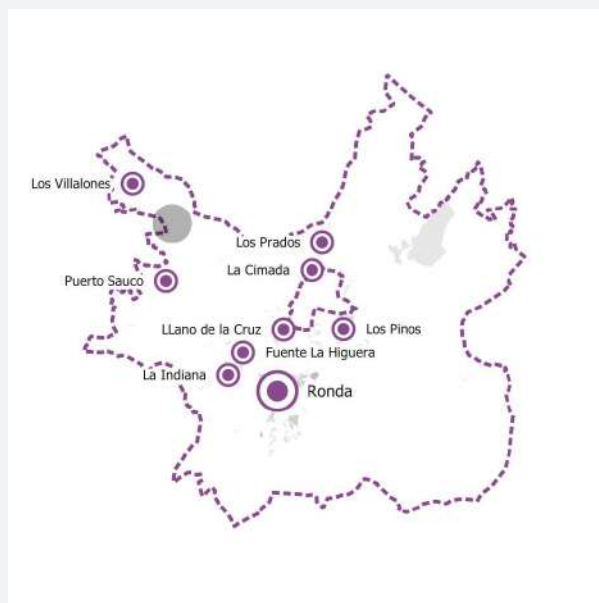 Los Villalones
Los Prados
La Cimada
Puerto Saucó
LLano de la Cruz
Los Pinos
Fuente La Higuera
La Indiana
Ronda